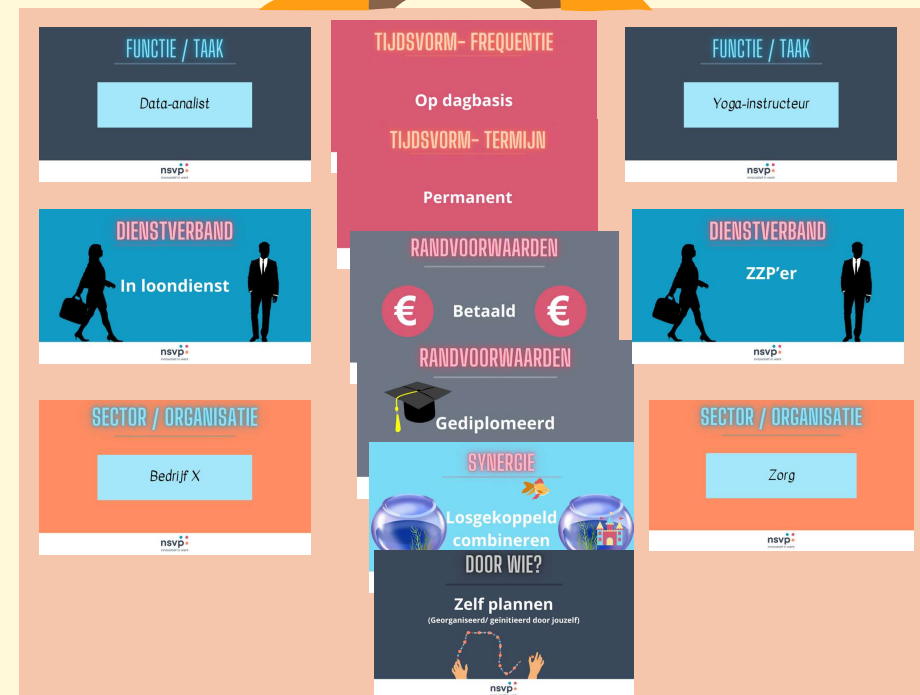 FUNCTIE / TAAK
Data-analist
nsvp
DIENSTVERBAND
In loondienst
nsvp
SECTOR / ORGANISATIE
Bedrijf X
nsvp
TIJDSVORM- FREQUENTIE
Op dagbasis
TIJDSVORM- TERMIJN
Permanent
RANDVOORWAARDEN
€ Betaald €
RANDVOORWAARDEN
Gediplomeerd
SYNERGIE
Losgekoppeld
combineren
DOOR WIE?
Zelf plannen
(Georganiseerd/ geïnitieerd door jouzelf)
nsvp
FUNCTIE / TAAK
Yoga-instructeur
nsvp
DIENSTVERBAND
ZZP'er
nsvp
SECTOR / ORGANISATIE
Zorg
nsvp